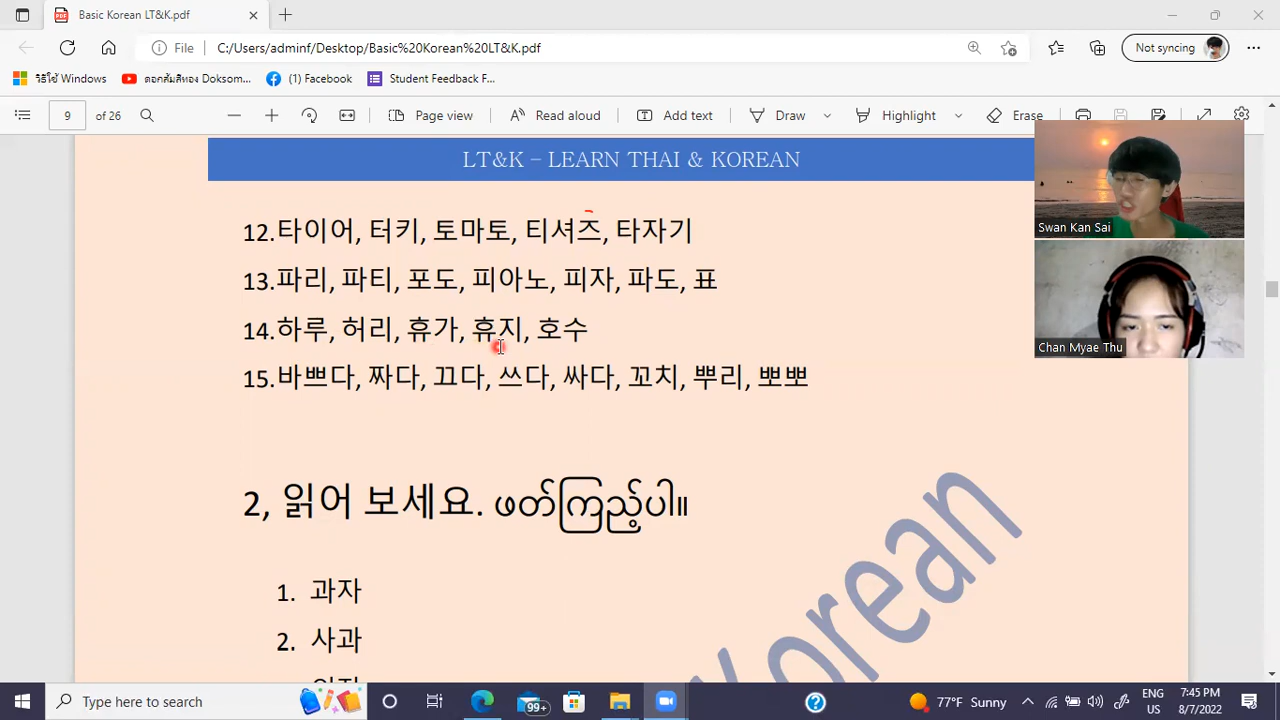 Basic Korean LT&K.pdf
File C:/Users/adminf/Desktop/Basic%20Korean%20LT&K.pdf Not syncing
วิธีใช้ Windows ดอกส้มสีทอง Doksom... (1) Facebook Student Feedback F...
9 of 26 Page view Read aloud Add text Draw Highlight Erase
LT&K – LEARN THAI & KOREAN
12.타이어, 터키, 토마토, 티셔즈, 타자기
13.파리, 파티, 포도, 피아노, 피자, 파도, 표
14.하루, 허리, 휴가, 휴지, 호수
15.바쁘다, 짜다, 끄다, 쓰다, 싸다, 꼬치, 뿌리, 뽀뽀
2, 읽어 보세요. ဖတ်ကြည့်ပါ။
1. 과자
2. 사과
Korean
Swan Kan Sai
Chan Myae Thu
Type here to search 99+ 77°F Sunny ENG US 7:45 PM 8/7/2022